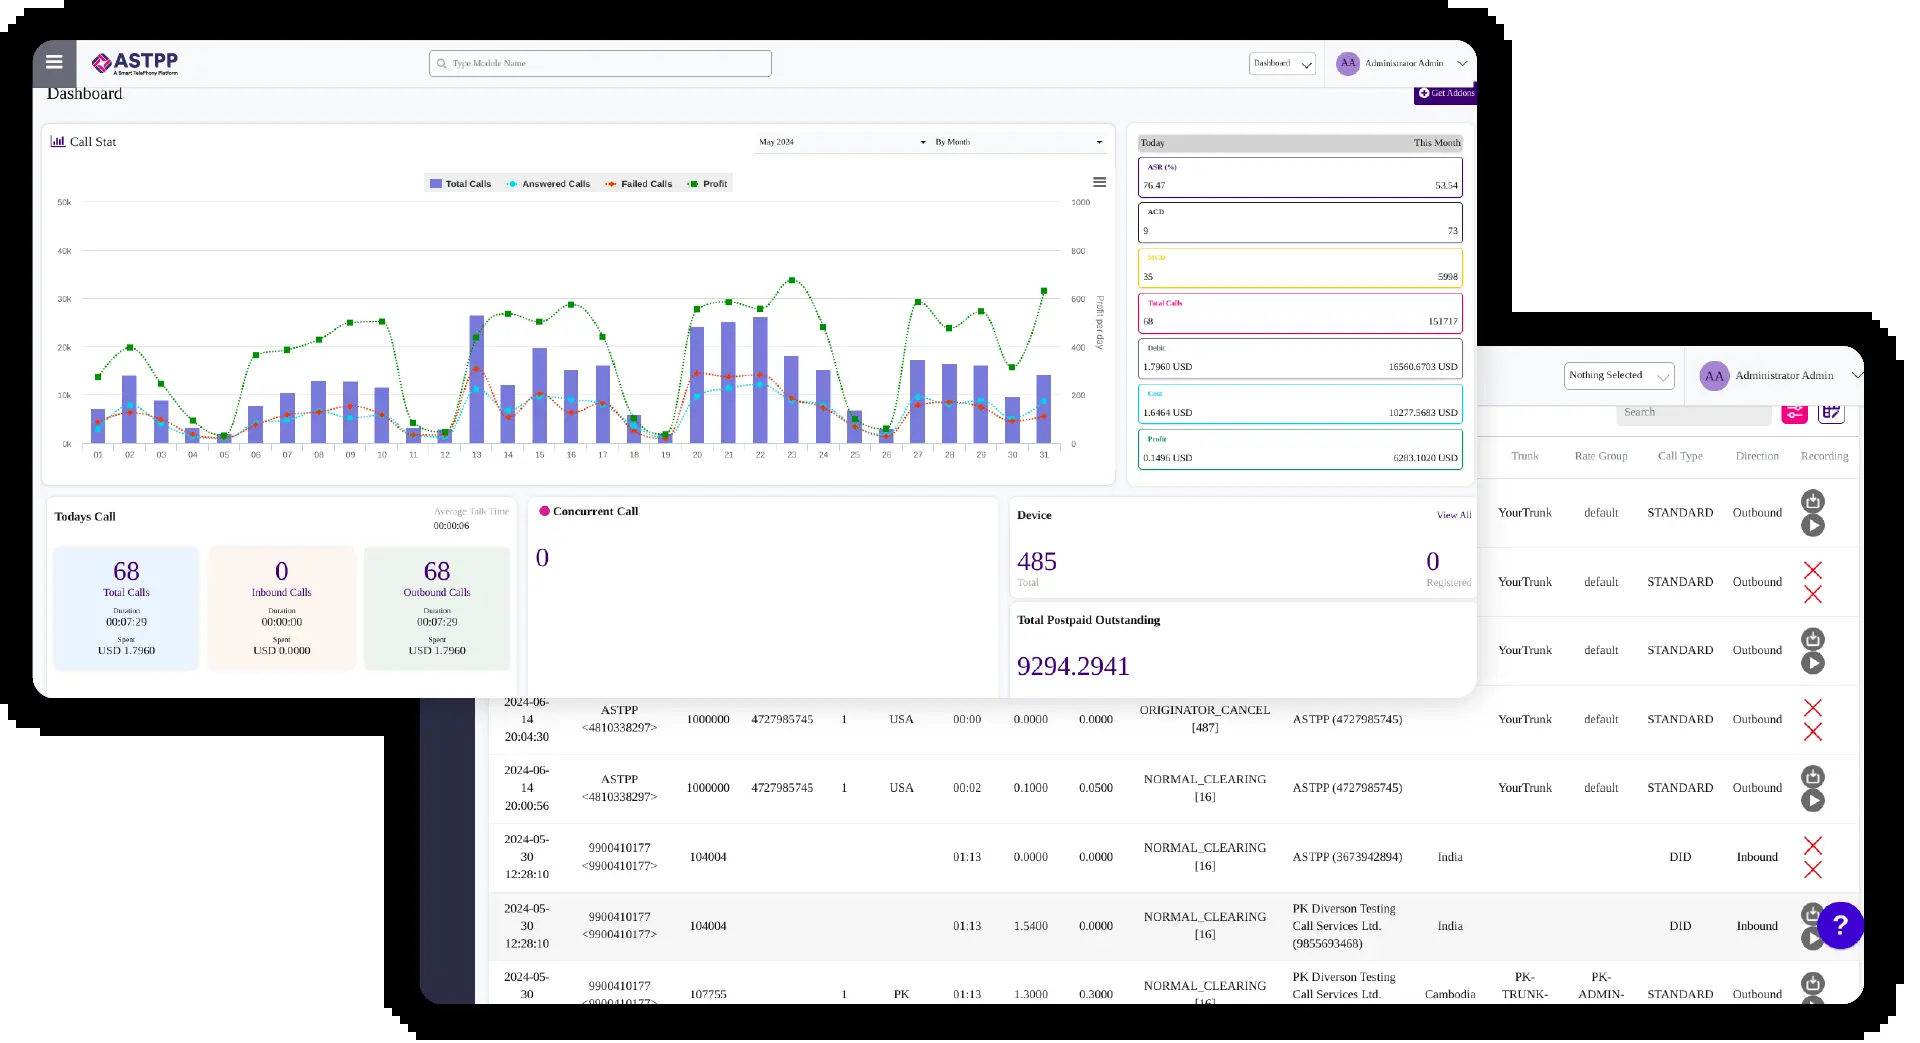 ASTPP
A Smart TelePhony Platform
Type Module Name
Dashboard
AA Administrator Admin
Dashboard
Get Addons
Call Stat
May 2024
By Month
Total Calls Answered Calls Failed Calls Profit
50k
40k
30k
20k
10k
0k
1000
800
600
400
200
0
Profit per day
01 02 03 04 05 06 07 08 09 10 11 12 13 14 15 16 17 18 19 20 21 22 23 24 25 26 27 28 29 30 31
Today This Month
ASR (%)
76.47 53.54
ACD
9 73
MCD
35 5998
Total Calls
68 151717
Debit
1.7960 USD 16560.6703 USD
Cost
1.6464 USD 10277.5683 USD
Profit
0.1496 USD 6283.1020 USD
Todays Call
Average Talk Time
00:00:06
68
Total Calls
Duration
00:07:29
Spent
USD 1.7960
0
Inbound Calls
Duration
00:00:00
Spent
USD 0.0000
68
Outbound Calls
Duration
00:07:29
Spent
USD 1.7960
Concurrent Call
0
Device
View All
485
Total
0
Registered
Total Postpaid Outstanding
9294.2941
Nothing Selected
AA Administrator Admin
Search
Trunk Rate Group Call Type Direction Recording
YourTrunk default STANDARD Outbound
YourTrunk default STANDARD Outbound
YourTrunk default STANDARD Outbound
2024-06-
14
20:04:30
ASTPP
<4810338297>
1000000 4727985745 1 USA 00:00 0.0000 0.0000
ORIGINATOR_CANCEL
[487]
ASTPP (4727985745)
YourTrunk default STANDARD Outbound
2024-06-
14
20:00:56
ASTPP
<4810338297>
1000000 4727985745 1 USA 00:02 0.1000 0.0500
NORMAL_CLEARING
[16]
ASTPP (4727985745)
YourTrunk default STANDARD Outbound
2024-05-
30
12:28:10
9900410177
<9900410177>
104004 01:13 0.0000 0.0000
NORMAL_CLEARING
[16]
ASTPP (3673942894)
India DID Inbound
2024-05-
30
12:28:10
9900410177
<9900410177>
104004 01:13 1.5400 0.0000
NORMAL_CLEARING
[16]
PK Diverson Testing
Call Services Ltd.
(9855693468)
India DID Inbound
?
2024-05-
30
9900410177
<9900410177>
107755 1 PK 01:13 1.3000 0.3000
NORMAL_CLEARING
[16]
PK Diverson Testing
Call Services Ltd.
Cambodia
PK-
TRUNK-
PK-
ADMIN-
STANDARD Outbound